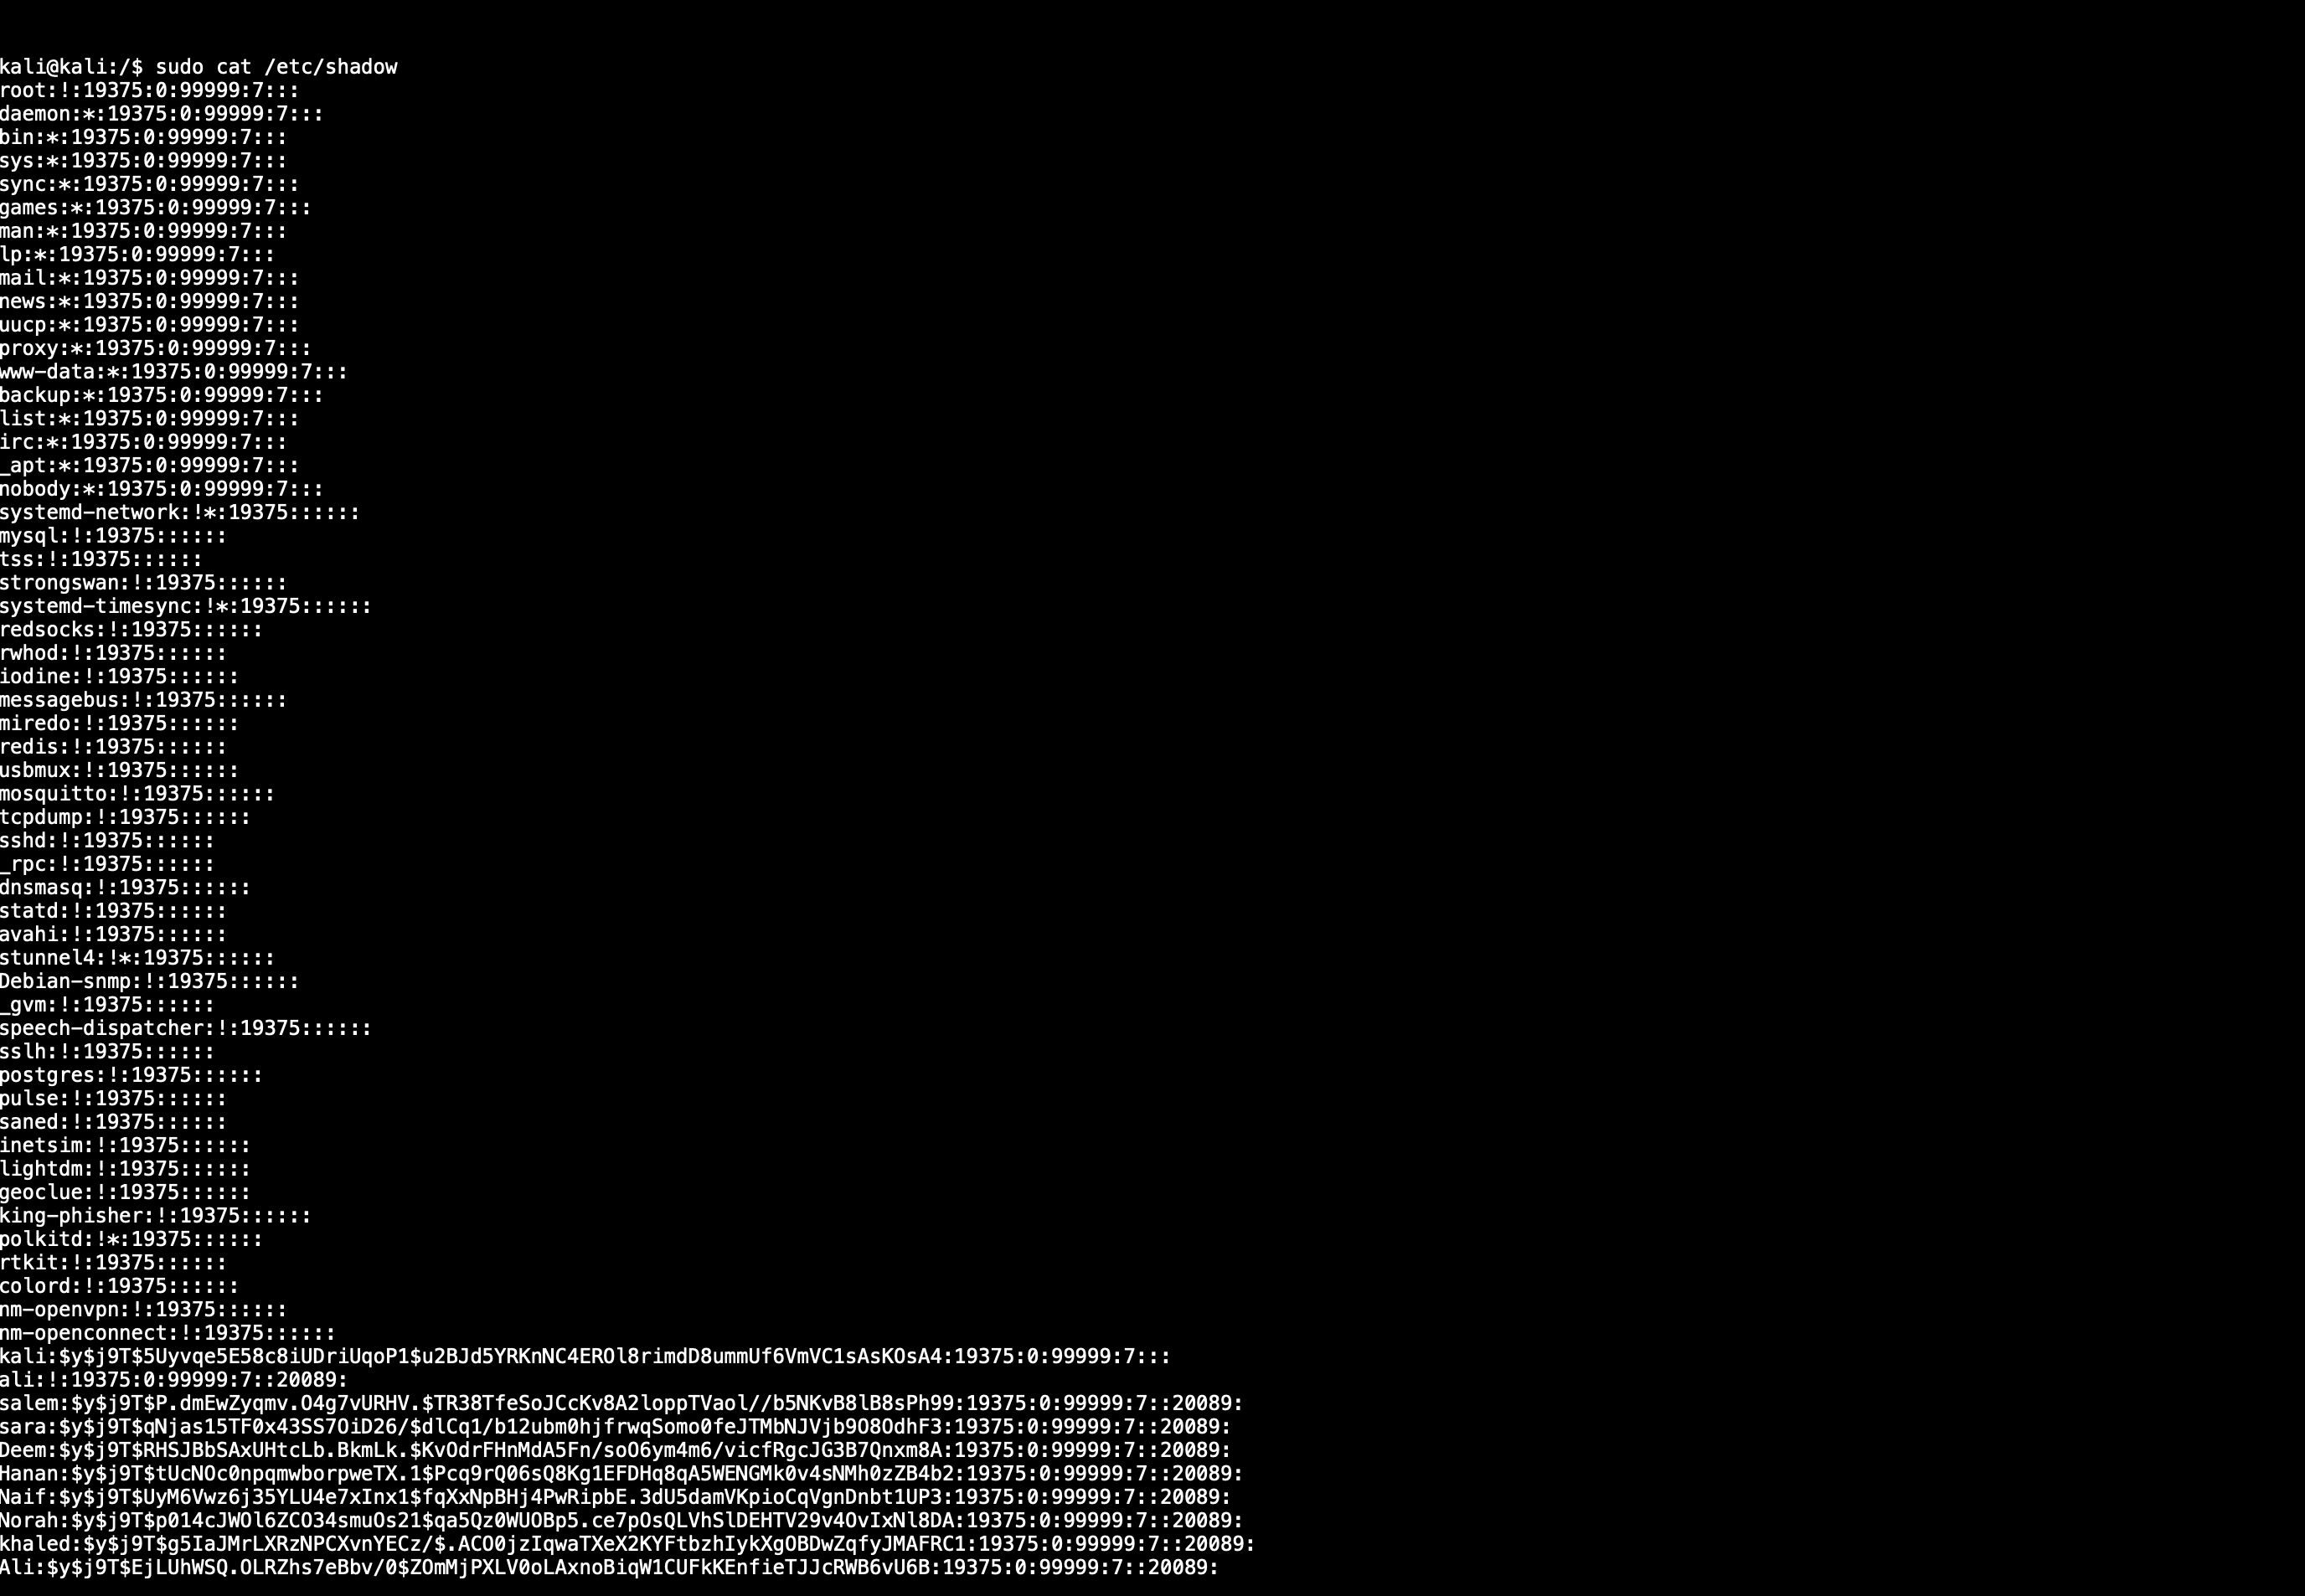 kali@kali:/$ sudo cat /etc/shadow
root:!:19375:0:99999:7:::
daemon:*:19375:0:99999:7:::
bin:*:19375:0:99999:7:::
sys:*:19375:0:99999:7:::
sync:*:19375:0:99999:7:::
games:*:19375:0:99999:7:::
man:*:19375:0:99999:7:::
lp:*:19375:0:99999:7:::
mail:*:19375:0:99999:7:::
news:*:19375:0:99999:7:::
uucp:*:19375:0:99999:7:::
proxy:*:19375:0:99999:7:::
www-data:*:19375:0:99999:7:::
backup:*:19375:0:99999:7:::
list:*:19375:0:99999:7:::
irc:*:19375:0:99999:7:::
_apt:*:19375:0:99999:7:::
nobody:*:19375:0:99999:7:::
systemd-network:!*:19375::::::
mysql:!:19375::::::
tss:!:19375::::::
strongswan:!:19375::::::
systemd-timesync:!*:19375::::::
redsocks:!:19375::::::
rwhod:!:19375::::::
iodine:!:19375::::::
messagebus:!:19375::::::
miredo:!:19375::::::
redis:!:19375::::::
usbmux:!:19375::::::
mosquitto:!:19375::::::
tcpdump:!:19375::::::
sshd:!:19375::::::
_rpc:!:19375::::::
dnsmasq:!:19375::::::
statd:!:19375::::::
avahi:!:19375::::::
stunnel4:!*:19375::::::
Debian-snmp:!:19375::::::
_gvm:!:19375::::::
speech-dispatcher:!:19375::::::
sslh:!:19375::::::
postgres:!:19375::::::
pulse:!:19375::::::
saned:!:19375::::::
inetsim:!:19375::::::
lightdm:!:19375::::::
geoclue:!:19375::::::
king-phisher:!:19375::::::
polkitd:!*:19375::::::
rtkit:!:19375::::::
colord:!:19375::::::
nm-openvpn:!:19375::::::
nm-openconnect:!:19375::::::
kali:$y$j9T$5Uyvqe5E58c8iUDriUqoP1$u2BJd5YRKnNC4EROl8rimdD8ummUf6VmVC1sAsKOsA4:19375:0:99999:7:::
ali:!:19375:0:99999:7::20089:
salem:$y$j9T$P.dmEwZyqmv.O4g7vURHV.$TR38TfeSoJCcKv8A2loppTVaol//b5NKvB8lB8sPh99:19375:0:99999:7::20089:
sara:$y$j9T$qNjas15TF0x43SS7OiD26/$dlCq1/b12ubm0hjfrwqSomo0feJTMbNJVjb9O8OdhF3:19375:0:99999:7::20089:
Deem:$y$j9T$RHSJBbSAxUHtcLb.BkmLk.$KvOdrFHnMdA5Fn/soO6ym4m6/vicfRgcJG3B7Qnxm8A:19375:0:99999:7::20089:
Hanan:$y$j9T$tUcNOc0npqmwborpweTX.1$Pcq9rQ06sQ8Kg1EFDHq8qA5WENGMk0v4sNMh0zZB4b2:19375:0:99999:7::20089:
Naif:$y$j9T$UyM6Vwz6j35YLU4e7xInx1$fqXxNpBHj4PwRipbE.3dU5damVKpioCqVgnDnbt1UP3:19375:0:99999:7::20089:
Norah:$y$j9T$p014cJWOl6ZCO34smuOs21$qa5Qz0WUOBp5.ce7pOsQLVhSlDEHTV29v4OvIxNl8DA:19375:0:99999:7::20089:
khaled:$y$j9T$g5IaJMrLXRzNPCXvnYECz/$.ACO0jzIqwaTXeX2KYFtbzhIykXgOBDwZqfyJMAFRC1:19375:0:99999:7::20089:
Ali:$y$j9T$EjLUhWSQ.OLRZhs7eBbv/0$ZOmMjPXLV0oLAxnoBiqW1CUFkKEnfieTJJcRWB6vU6B:19375:0:99999:7::20089: